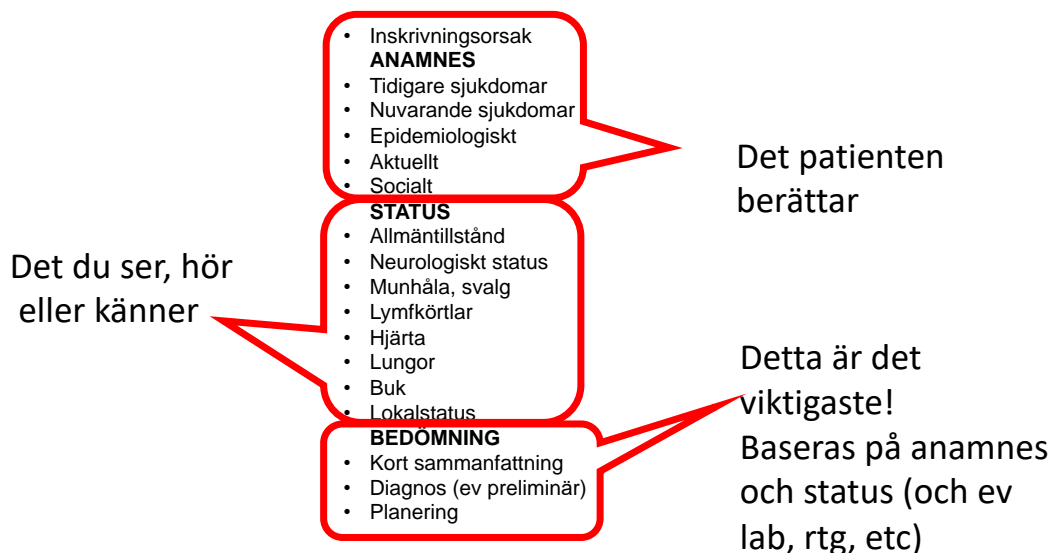 • Inskrivningsorsak
ANAMNES
• Tidigare sjukdomar
• Nuvarande sjukdomar
• Epidemiologiskt
• Aktuellt
• Socialt
Det patienten
berättar
STATUS
• Allmäntillstånd
• Neurologiskt status
• Munhåla, svalg
• Lymfkörtlar
• Hjärta
• Lungor
• Buk
• Lokalstatus
Det du ser, hör
eller känner
BEDÖMNING
• Kort sammanfattning
• Diagnos (ev preliminär)
• Planering
Detta är det
viktigaste!
Baseras på anamnes
och status (och ev
lab, rtg, etc)